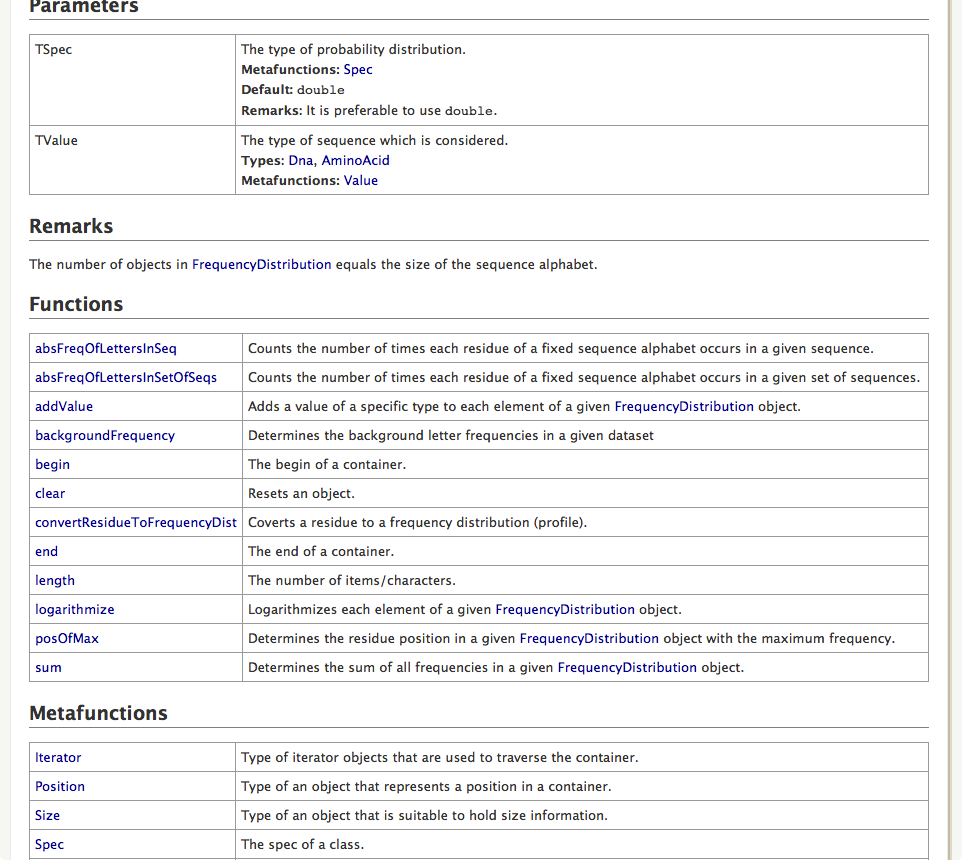 Parameters
TSpec
The type of probability distribution.
Metafunctions: Spec
Default: double
Remarks: It is preferable to use double.
TValue
The type of sequence which is considered.
Types: Dna, AminoAcid
Metafunctions: Value
Remarks
The number of objects in FrequencyDistribution equals the size of the sequence alphabet.
Functions
absFreqOfLettersInSeq Counts the number of times each residue of a fixed sequence alphabet occurs in a given sequence.
absFreqOfLettersInSetOfSeqs Counts the number of times each residue of a fixed sequence alphabet occurs in a given set of sequences.
addValue Adds a value of a specific type to each element of a given FrequencyDistribution object.
backgroundFrequency Determines the background letter frequencies in a given dataset
begin The begin of a container.
clear Resets an object.
convertResidueToFrequencyDist Coverts a residue to a frequency distribution (profile).
end The end of a container.
length The number of items/characters.
logarithmize Logarithmizes each element of a given FrequencyDistribution object.
posOfMax Determines the residue position in a given FrequencyDistribution object with the maximum frequency.
sum Determines the sum of all frequencies in a given FrequencyDistribution object.
Metafunctions
Iterator Type of iterator objects that are used to traverse the container.
Position Type of an object that represents a position in a container.
Size Type of an object that is suitable to hold size information.
Spec The spec of a class.